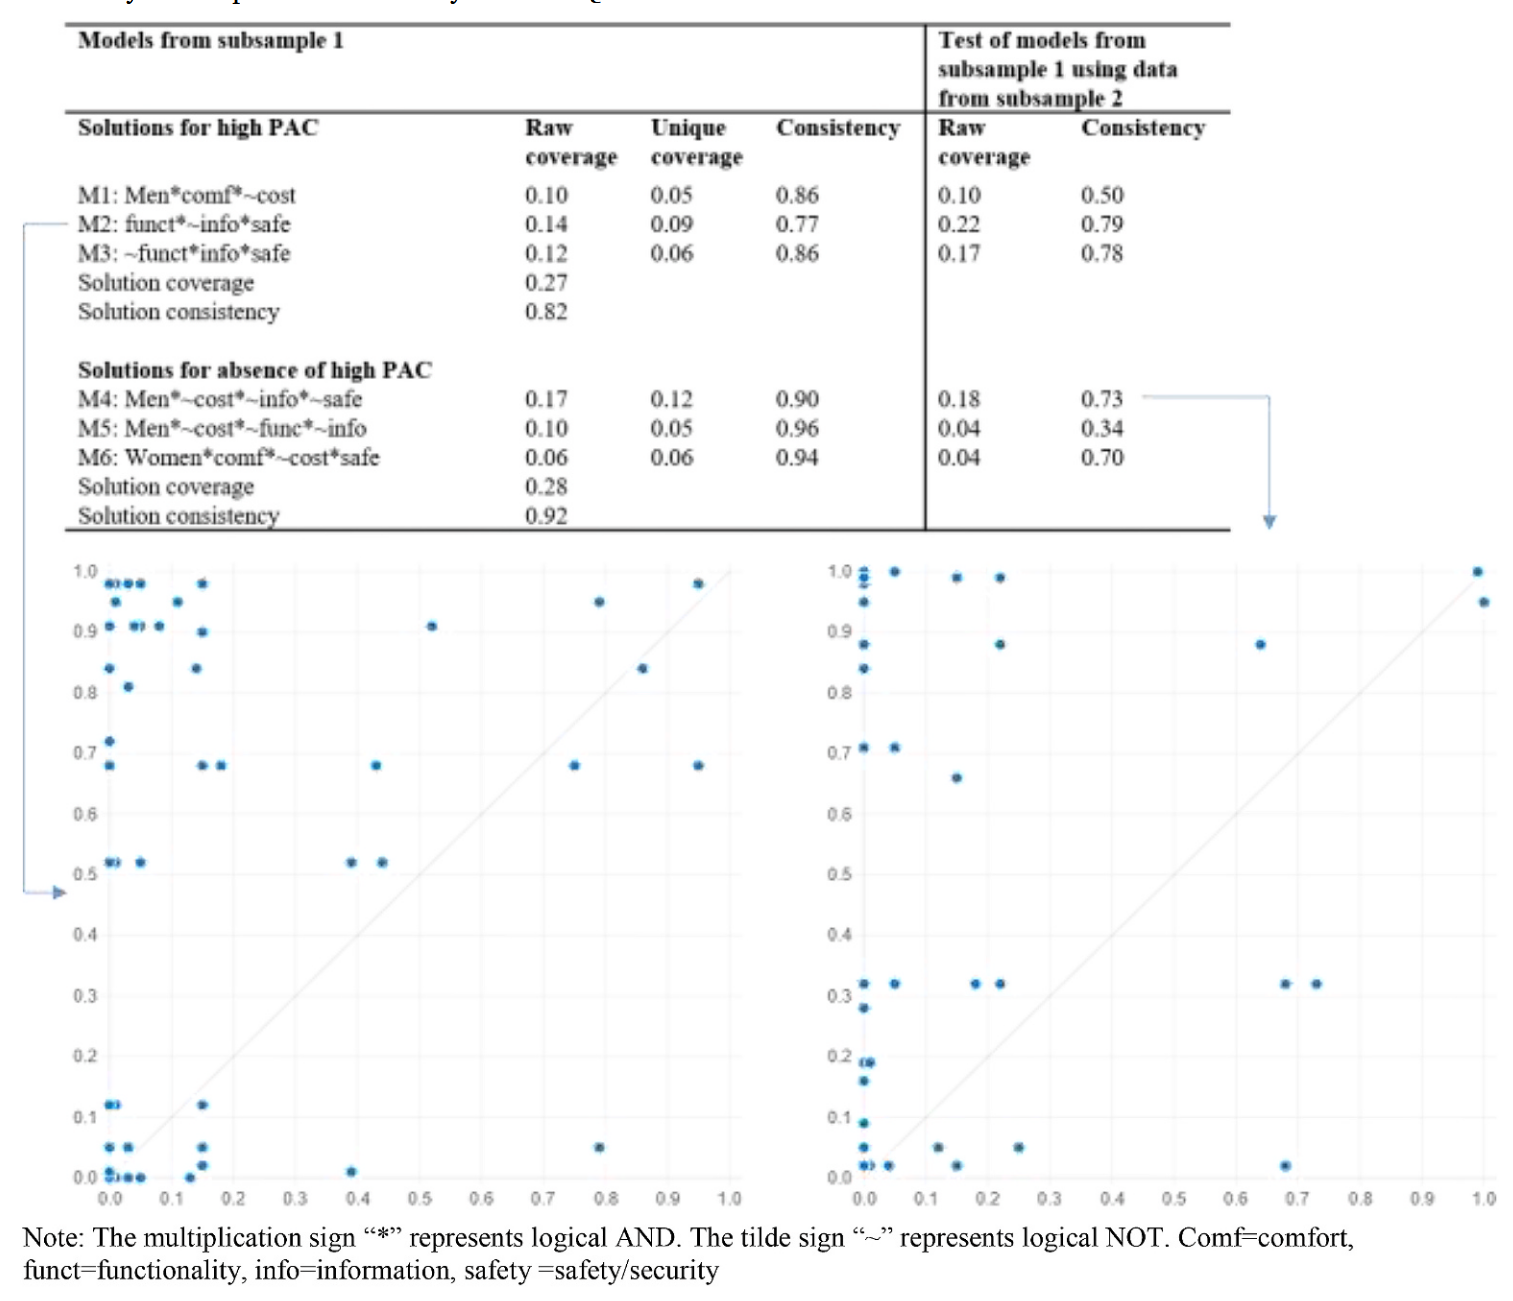 Models from subsample 1
Test of models from
subsample 1 using data
from subsample 2
Solutions for high PAC Raw Unique Consistency Raw Consistency
coverage coverage coverage
M1: Men*comf*~cost 0.10 0.05 0.86 0.10 0.50
M2: funct*~info*safe 0.14 0.09 0.77 0.22 0.79
M3: ~funct*info*safe 0.12 0.06 0.86 0.17 0.78
Solution coverage 0.27
Solution consistency 0.82
Solutions for absence of high PAC
M4: Men*~cost*~info*~safe 0.17 0.12 0.90 0.18 0.73
M5: Men*~cost*~func*~info 0.10 0.05 0.96 0.04 0.34
M6: Women*comf*~cost*safe 0.06 0.06 0.94 0.04 0.70
Solution coverage 0.28
Solution consistency 0.92
1.0
0.9
0.8
0.7
0.6
0.5
0.4
0.3
0.2
0.1
0.0
0.0 0.1 0.2 0.3 0.4 0.5 0.6 0.7 0.8 0.9 1.0
1.0
0.9
0.8
0.7
0.6
0.5
0.4
0.3
0.2
0.1
0.0
0.0 0.1 0.2 0.3 0.4 0.5 0.6 0.7 0.8 0.9 1.0
Note: The multiplication sign “*” represents logical AND. The tilde sign “~” represents logical NOT. Comf=comfort,
funct=functionality, info=information, safety =safety/security